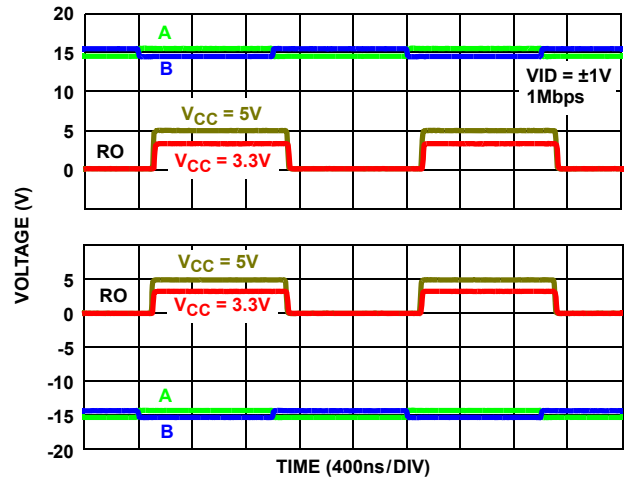 20
15
10
5
0
-5
A
B
VID = ±1V
1Mbps
VCC = 5V
RO
VCC = 3.3V
VOLTAGE (V)
VCC = 5V
5
RO
VCC = 3.3V
0
-5
-10
A
-15
B
-20
TIME (400ns/DIV)